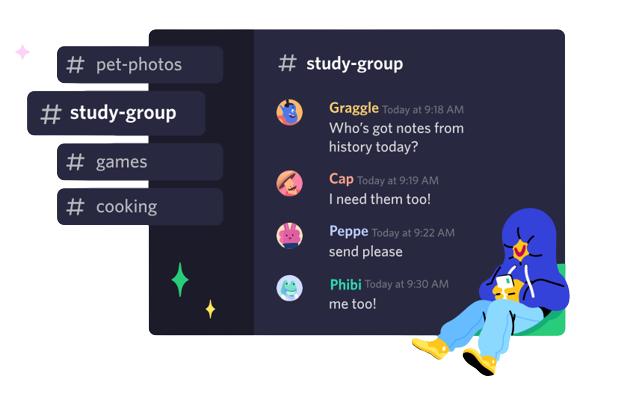 # pet-photos
# study-group
# games
# cooking
# study-group
Graggle Today at 9:18 AM
Who's got notes from
history today?
Cap Today at 9:19 AM
I need them too!
Peppe Today at 9:22 AM
send please
Phibi Today at 9:30 AM
me too!